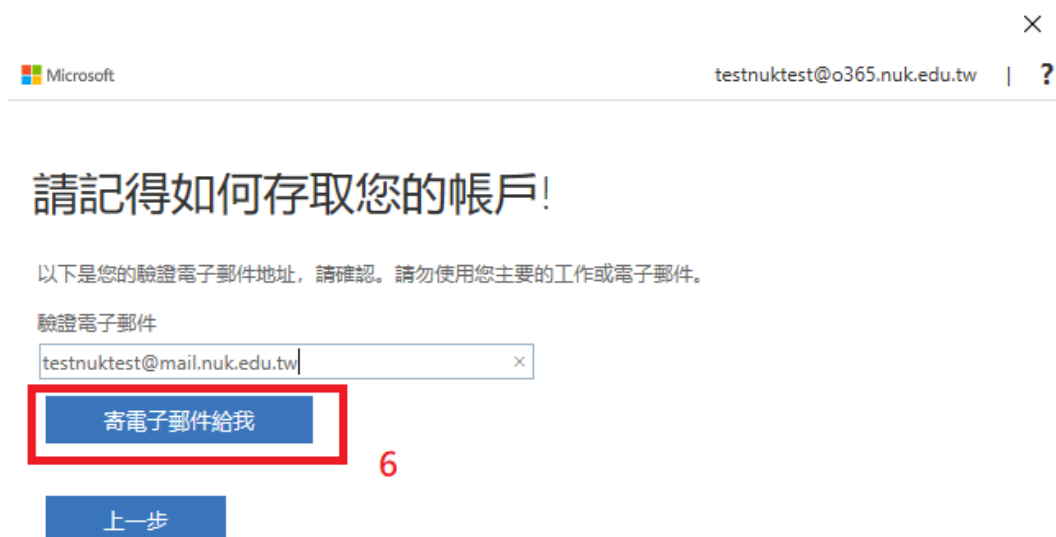 Microsoft
testnuktest@o365.nuk.edu.tw | ?
請記得如何存取您的帳戶!
以下是您的驗證電子郵件地址，請確認。請勿使用您主要的工作或電子郵件。
驗證電子郵件
testnuktest@mail.nuk.edu.tw ×
寄電子郵件給我
6
上一步